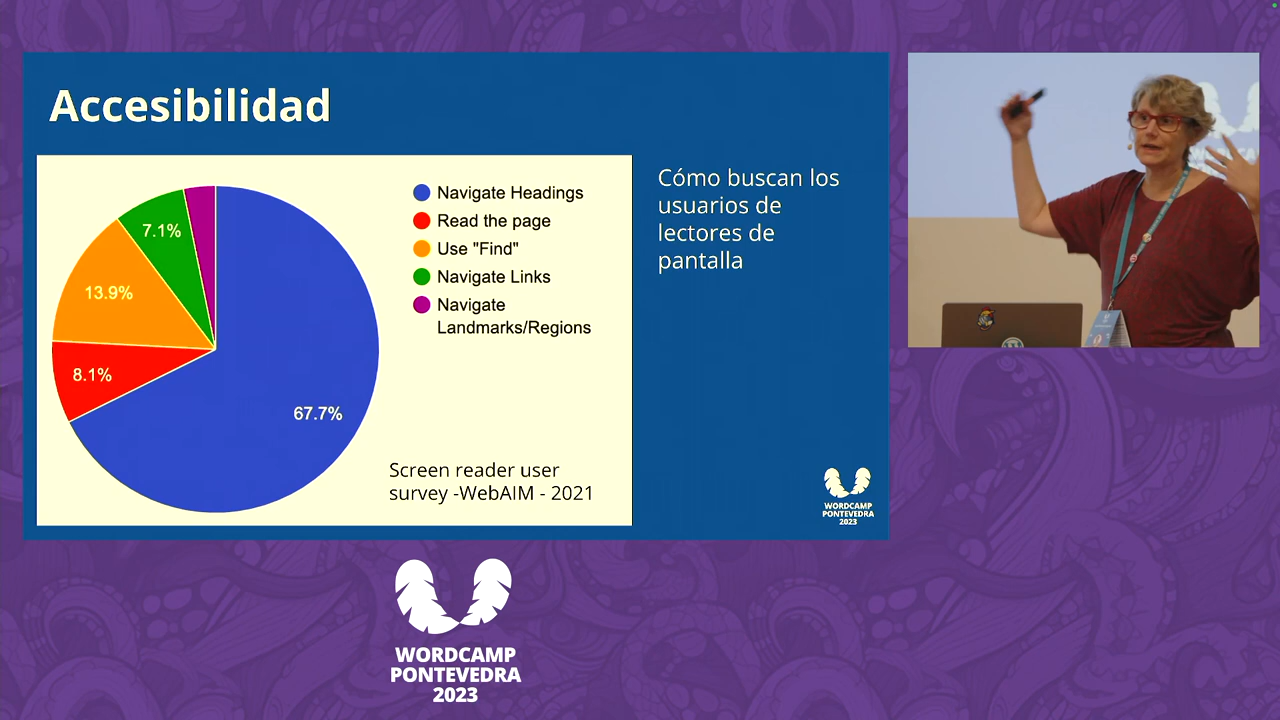 Accesibilidad
7.1%
13.9%
8.1%
67.7%
Navigate Headings
Read the page
Use "Find"
Navigate Links
Navigate
Landmarks/Regions
Screen reader user
survey -WebAIM - 2021
Cómo buscan los
usuarios de
lectores de
pantalla
WORDCAMP
PONTEVEDRA
2023
WORDCAMP
PONTEVEDRA
2023